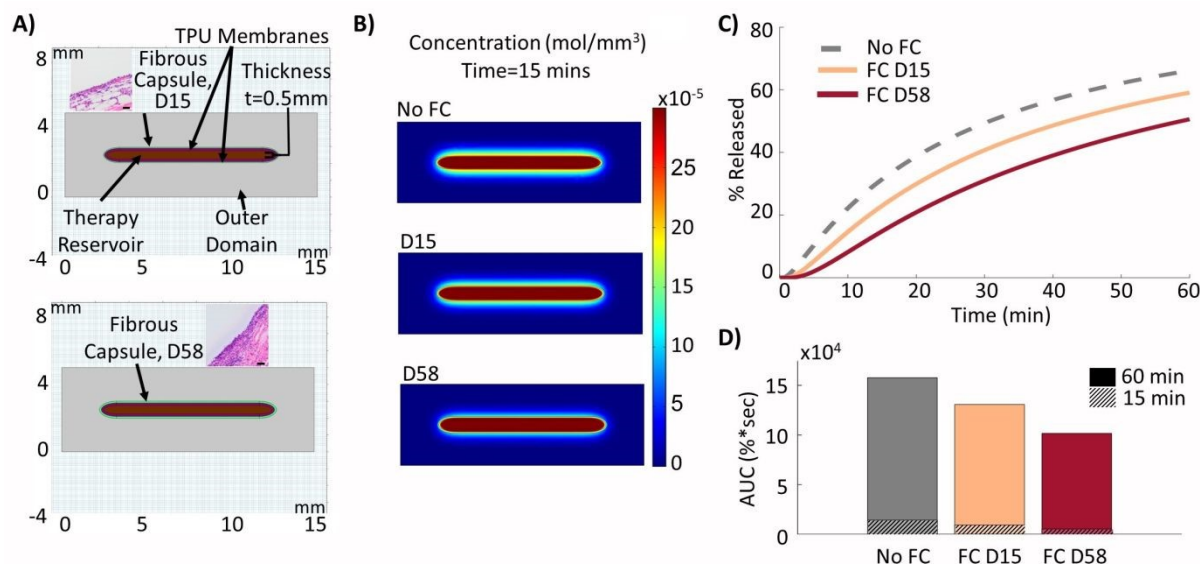 A)
mm
8
4
0
-4
0
5
10
15
mm
Fibrous
Capsule,
D15
TPU Membranes
Thickness
t=0.5mm
Therapy
Reservoir
Outer
Domain
mm
8
4
0
-4
0
5
10
15
mm
Fibrous
Capsule, D58
B)
Concentration (mol/mm³)
Time=15 mins
No FC
D15
D58
x10⁻⁵
25
20
15
10
5
0
C)
No FC
FC D15
FC D58
% Released
80
60
40
20
0
0
10
20
30
40
50
60
Time (min)
D)
x10⁴
60 min
15 min
AUC (%*sec)
15
10
5
0
No FC
FC D15
FC D58